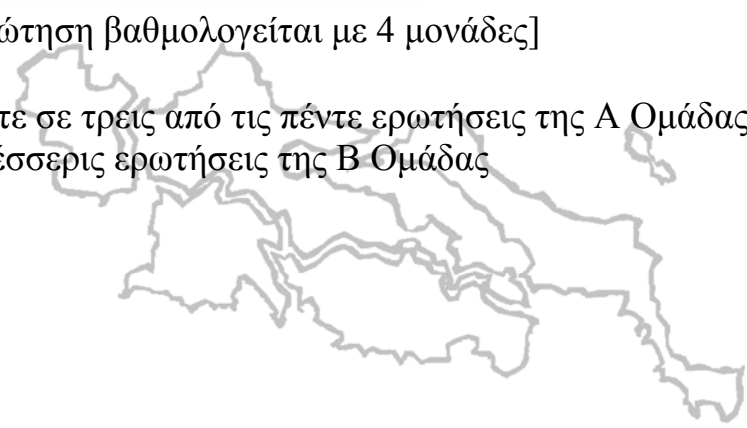 ώτηση βαθμολογείται με 4 μονάδες]
τε σε τρεις από τις πέντε ερωτήσεις της Α Ομάδας
έσσερις ερωτήσεις της Β Ομάδας